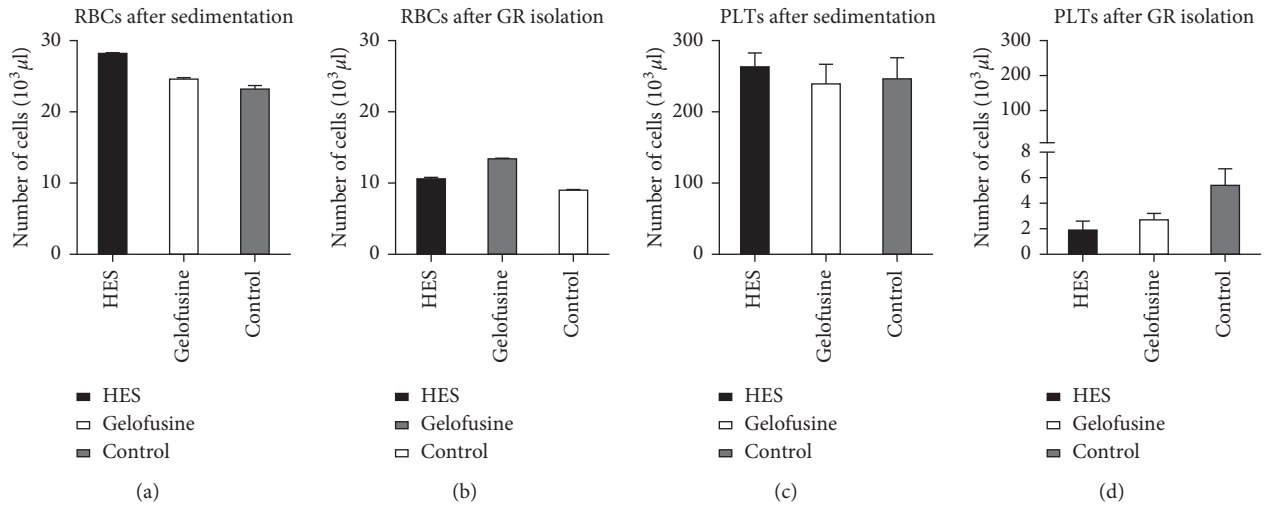 RBCs after sedimentation
Number of cells (10³ μl)
30
20
10
0
HES
Gelofusine
Control
HES
Gelofusine
Control
(a)
RBCs after GR isolation
Number of cells (10³ μl)
30
20
10
0
HES
Gelofusine
Control
HES
Gelofusine
Control
(b)
PLTs after sedimentation
Number of cells (10³ μl)
300
200
100
0
HES
Gelofusine
Control
HES
Gelofusine
Control
(c)
PLTs after GR isolation
Number of cells (10³ μl)
300
200
100
8
6
4
2
0
HES
Gelofusine
Control
HES
Gelofusine
Control
(d)